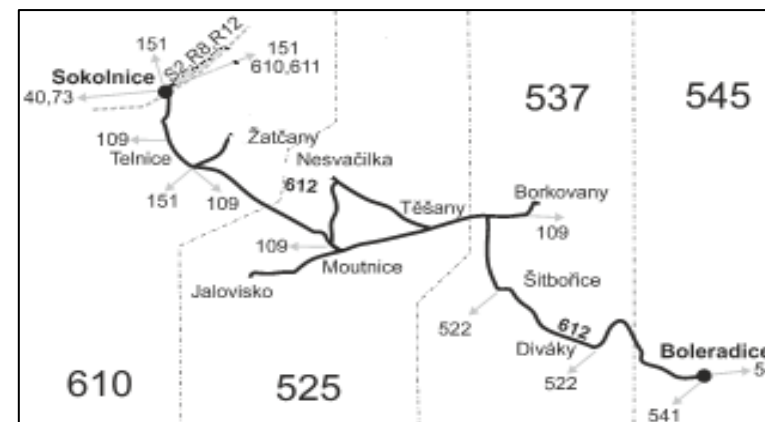 151
S2,R8,R12
151
610,611
Sokolnice
40,73
537
545
109
Žatčany
Telnice
Nesvačilka
151
109
612
Těšany
Borkovany
109
109
Moutnice
Jalovisko
Šitbořice
522
612
Diváky
Boleradice
522
541
610
525